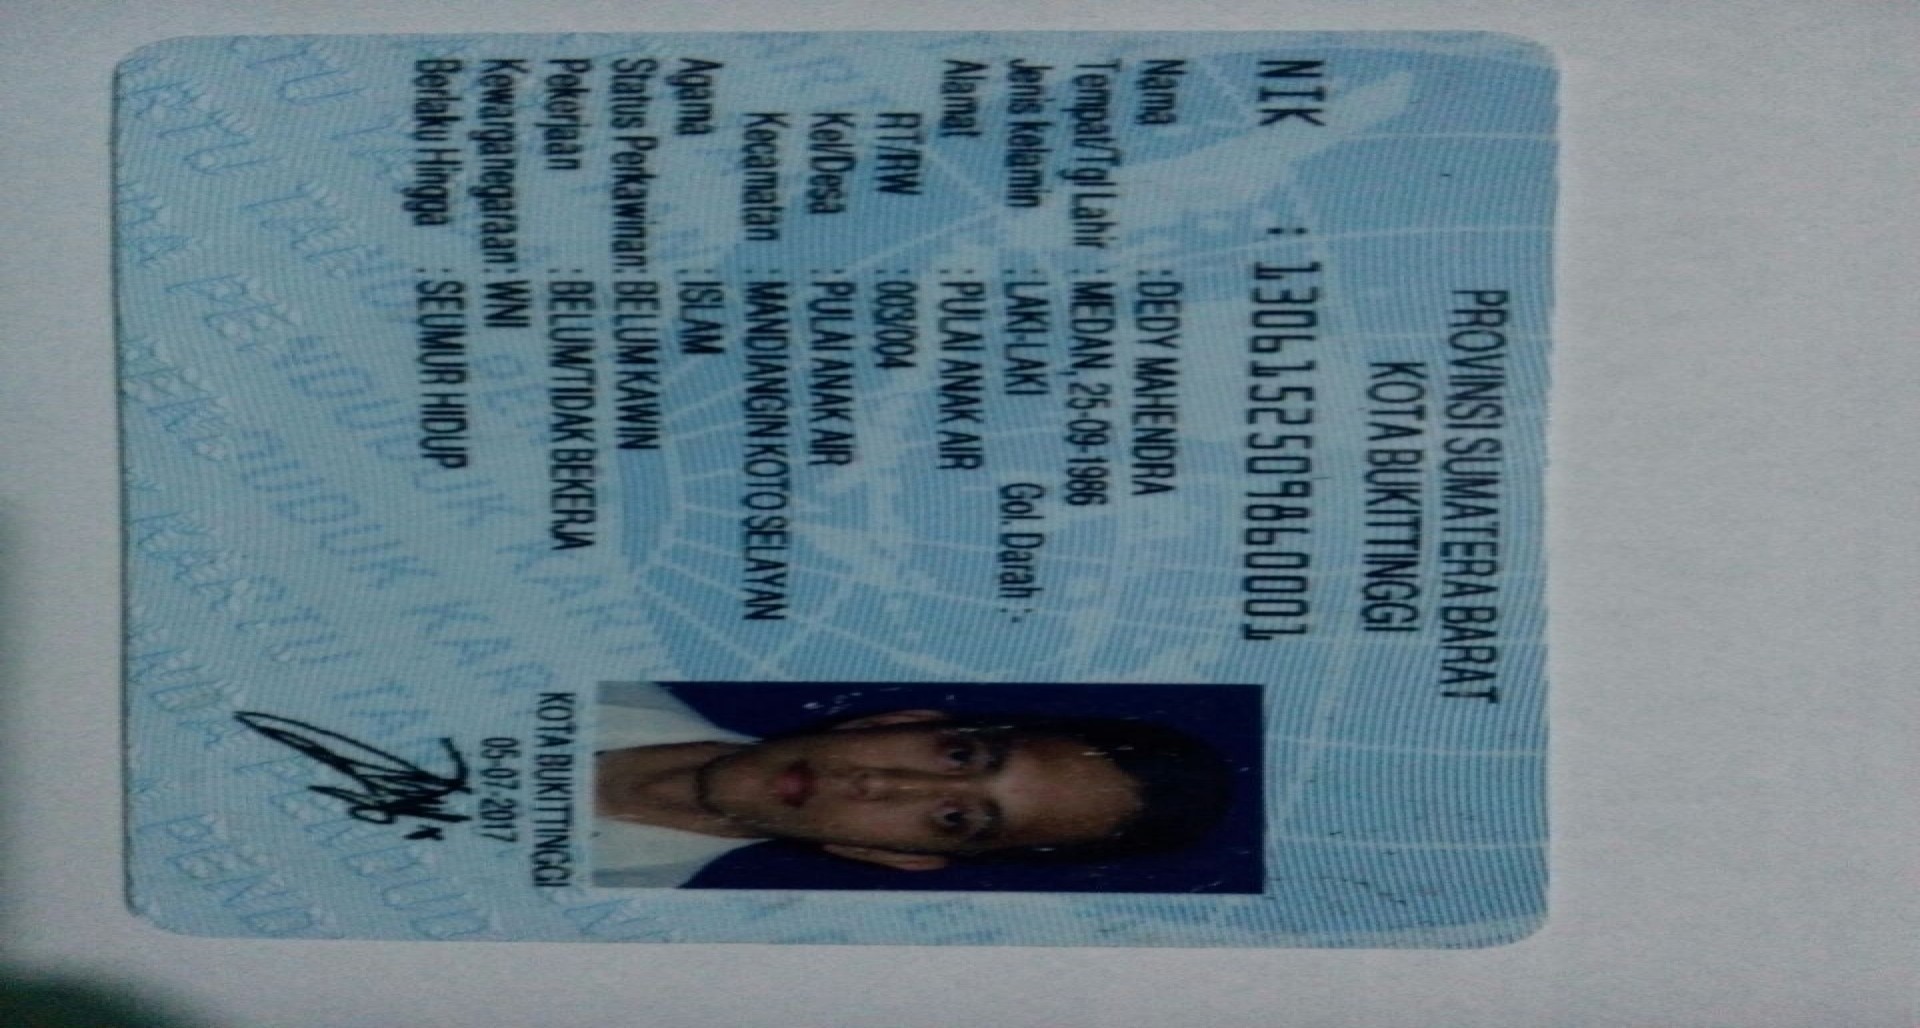 PROVINSI SUMATERA BARAT
KOTA BUKITTINGGI
NIK : 1306152509860001
Nama : DEDY MAHENDRA
Tempat/Tgl Lahir : MEDAN, 25-09-1986
Jenis kelamin : LAKI-LAKI Gol. Darah : -
Alamat : PULAI ANAK AIR
RT/RW : 003/004
Kel/Desa : PULAI ANAK AIR
Kecamatan : MANDIANGIN KOTO SELAYAN
Agama : ISLAM
Status Perkawinan: BELUM KAWIN
Pekerjaan : BELUM/TIDAK BEKERJA
Kewarganegaraan: WNI
Berlaku Hingga : SEUMUR HIDUP
KOTA BUKITTINGGI
05-07-2017